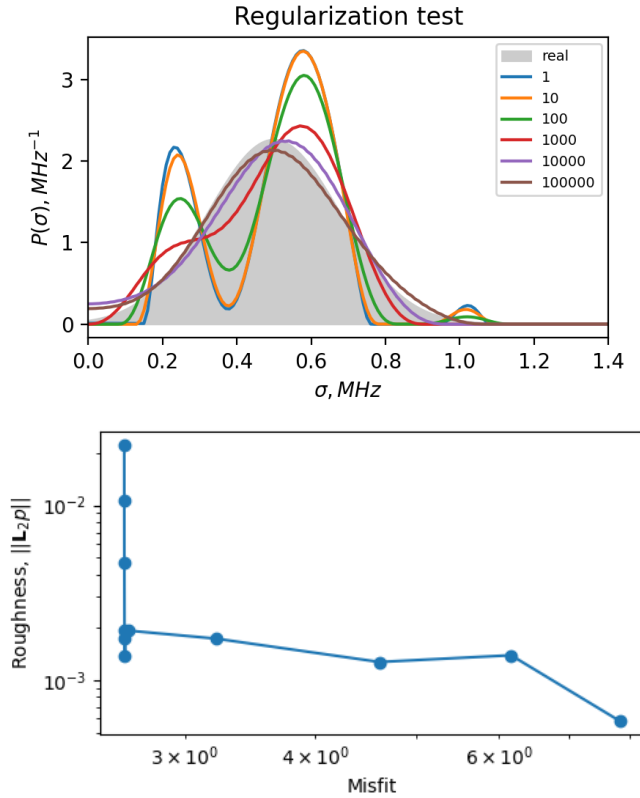 Regularization test
P(σ), MHz⁻¹
3
2
1
0
real
1
10
100
1000
10000
100000
0.0 0.2 0.4 0.6 0.8 1.0 1.2 1.4
σ, MHz
Roughness, ||L₂p||
10⁻²
10⁻³
3 × 10⁰ 4 × 10⁰ 6 × 10⁰
Misfit